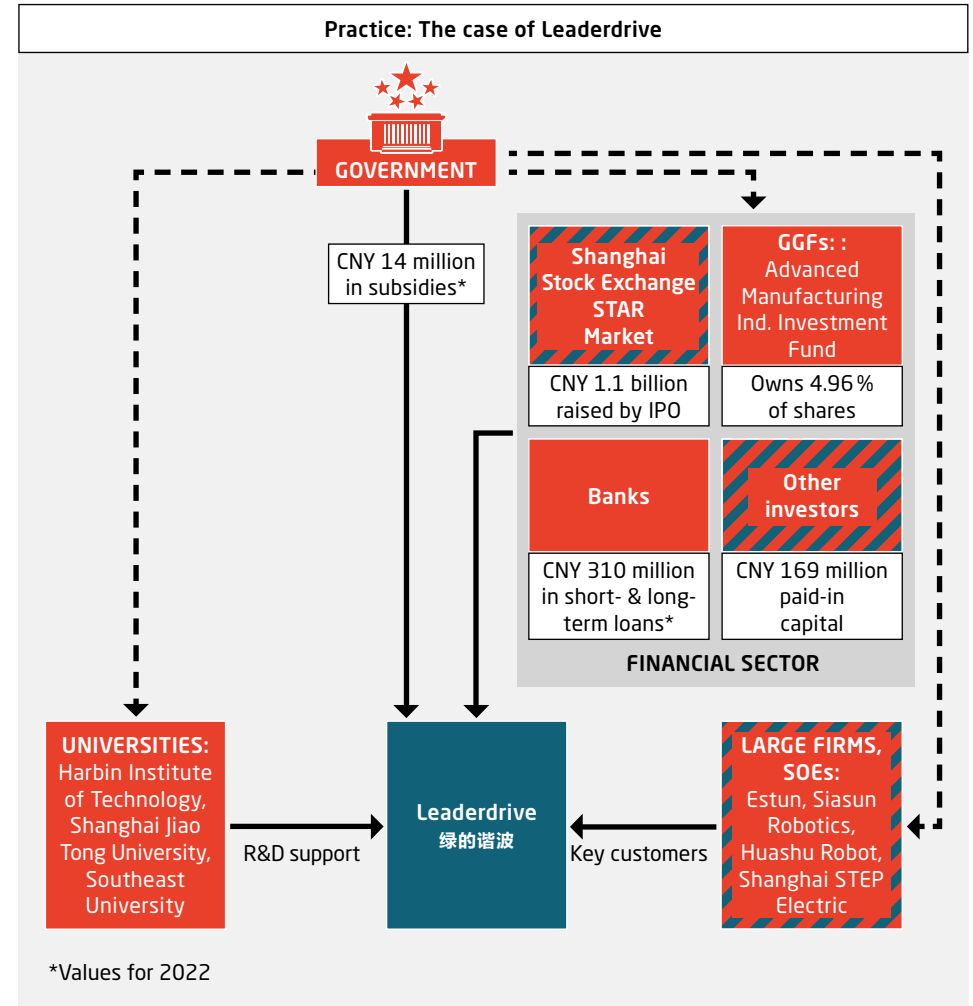 Practice: The case of Leaderdrive
GOVERNMENT
CNY 14 million
in subsidies*
Shanghai
Stock Exchange
STAR
Market
CNY 1.1 billion
raised by IPO
GGFs: :
Advanced
Manufacturing
Ind. Investment
Fund
Owns 4.96 %
of shares
Banks
CNY 310 million
in short- & long-
term loans*
Other
investors
CNY 169 million
paid-in
capital
FINANCIAL SECTOR
UNIVERSITIES:
Harbin Institute
of Technology,
Shanghai Jiao
Tong University,
Southeast
University
R&D support
Leaderdrive
绿的谐波
Key customers
LARGE FIRMS,
SOEs:
Estun, Siasun
Robotics,
Huashu Robot,
Shanghai STEP
Electric
*Values for 2022